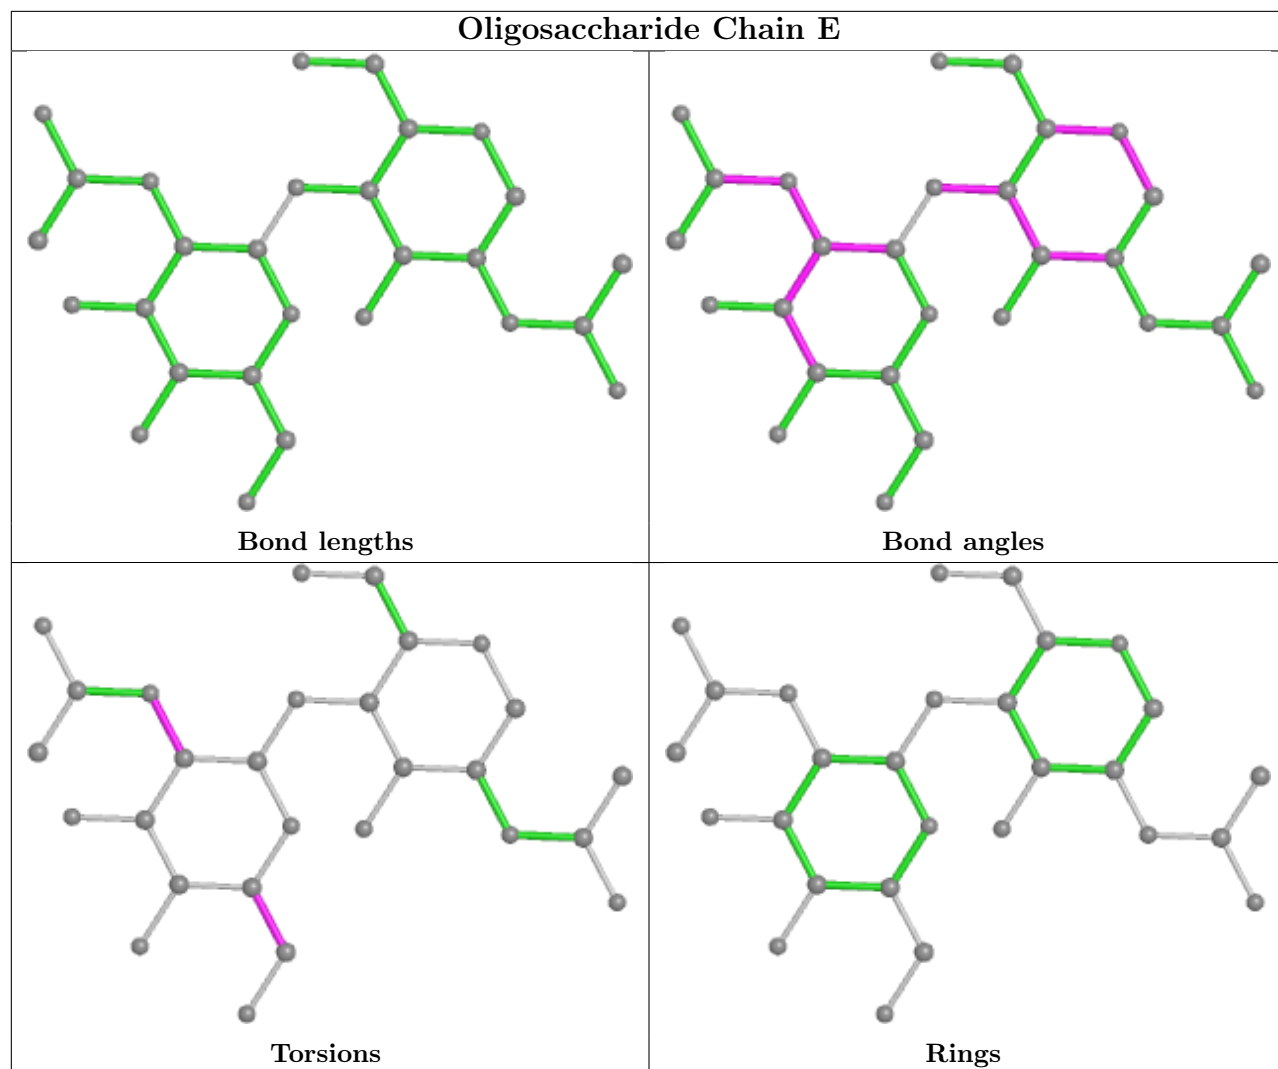 Oligosaccharide Chain E
Bond lengths
Bond angles
Torsions
Rings